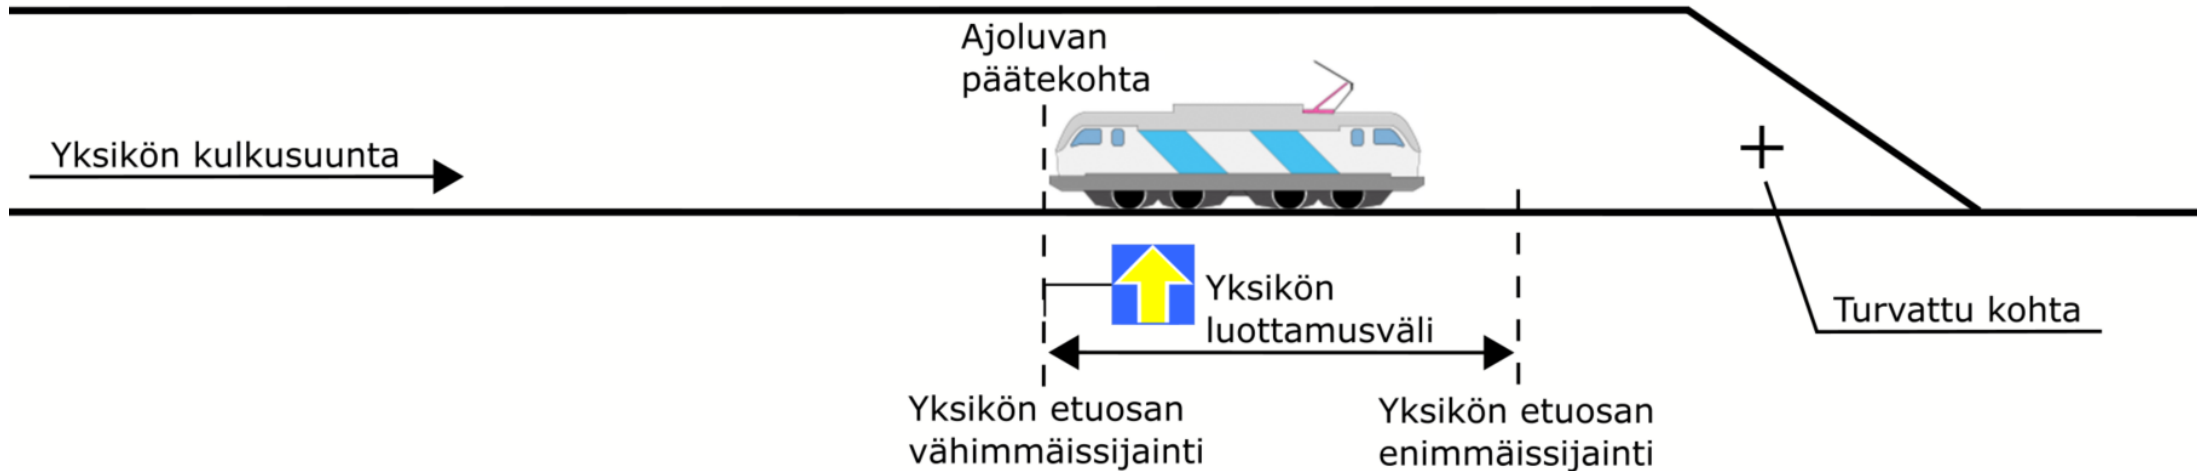 Ajoluvan
päätekohta
Yksikön kulkusuunta
Yksikön
luottamusväli
Turvattu kohta
Yksikön etuosan
vähimmäissijainti
Yksikön etuosan
enimmäissijainti